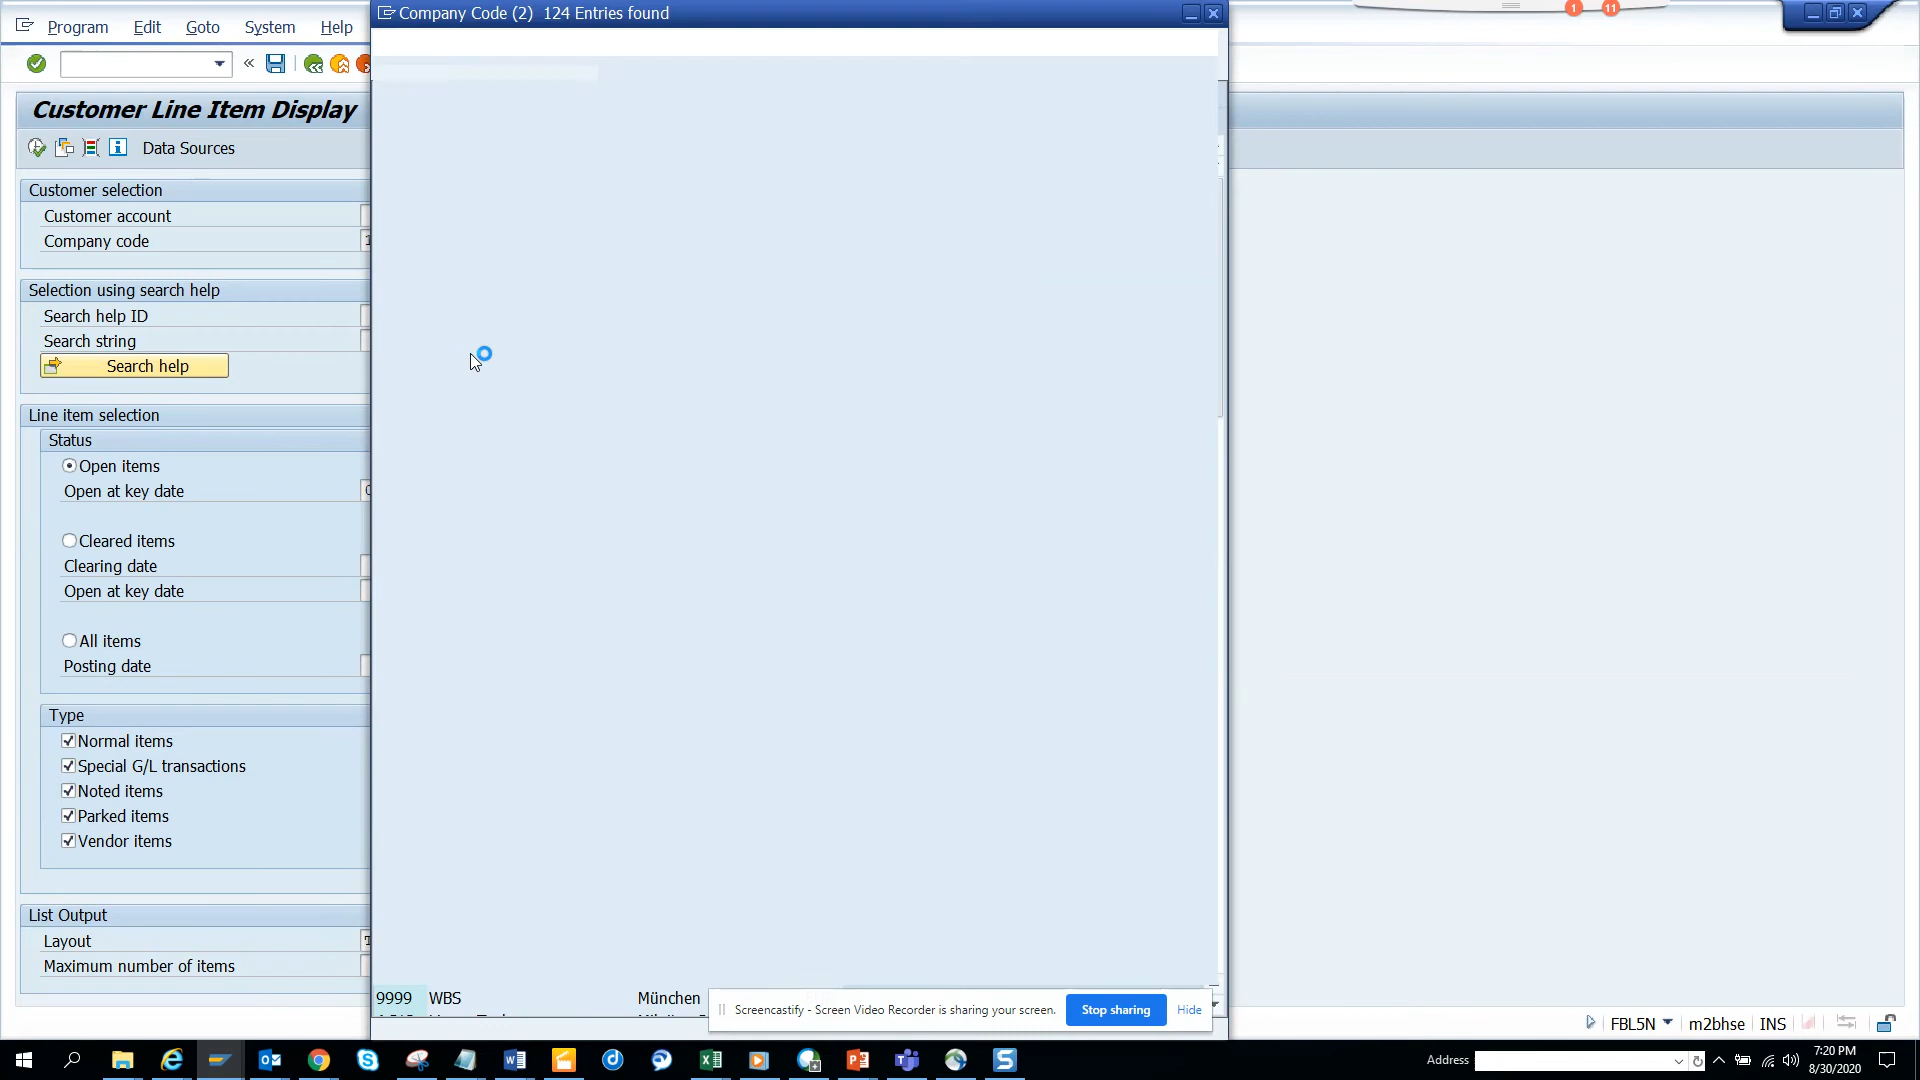 Company Code (2) 124 Entries found
1 11
Program Edit Goto System Help
Customer Line Item Display
Data Sources
Customer selection
Customer account
Company code
Selection using search help
Search help ID
Search string
Search help
Line item selection
Status
Open items
Open at key date
Cleared items
Clearing date
Open at key date
All items
Posting date
Type
Normal items
Special G/L transactions
Noted items
Parked items
Vendor items
List Output
Layout
Maximum number of items
9999 WBS München
Screencastify - Screen Video Recorder is sharing your screen. Stop sharing Hide
FBL5N m2bhse INS
Address
7:20 PM
8/30/2020